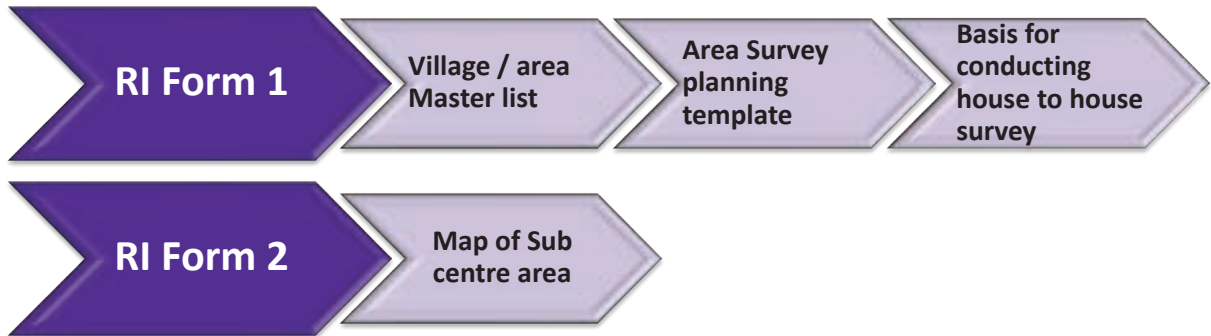 RI Form 1
Village / area
Master list
Area Survey
planning
template
Basis for
conducting
house to house
survey
RI Form 2
Map of Sub
centre area